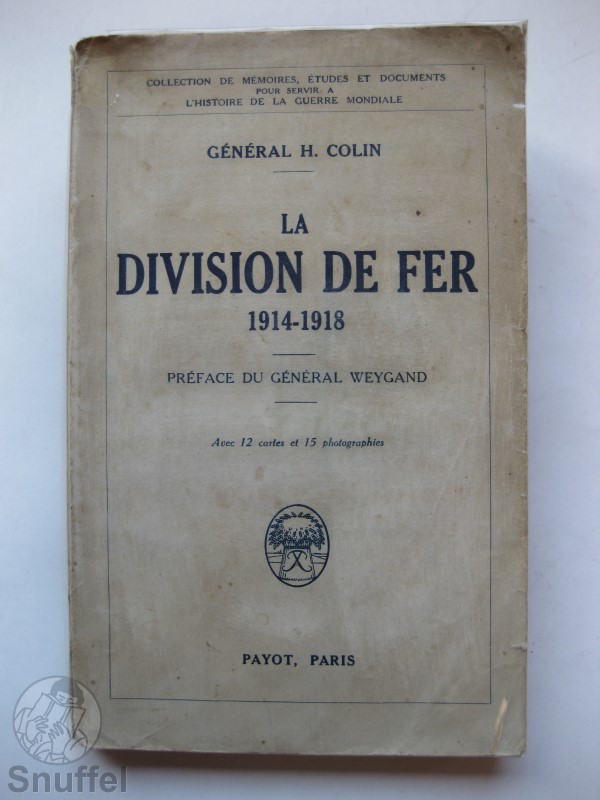 COLLECTION DE MÉMOIRES, ÉTUDES ET DOCUMENTS
POUR SERVIR A
L'HISTOIRE DE LA GUERRE MONDIALE
GÉNÉRAL H. COLIN
LA
DIVISION DE FER
1914-1918
PRÉFACE DU GÉNÉRAL WEYGAND
Avec 12 cartes et 15 photographies
PAYOT, PARIS
Snuffel